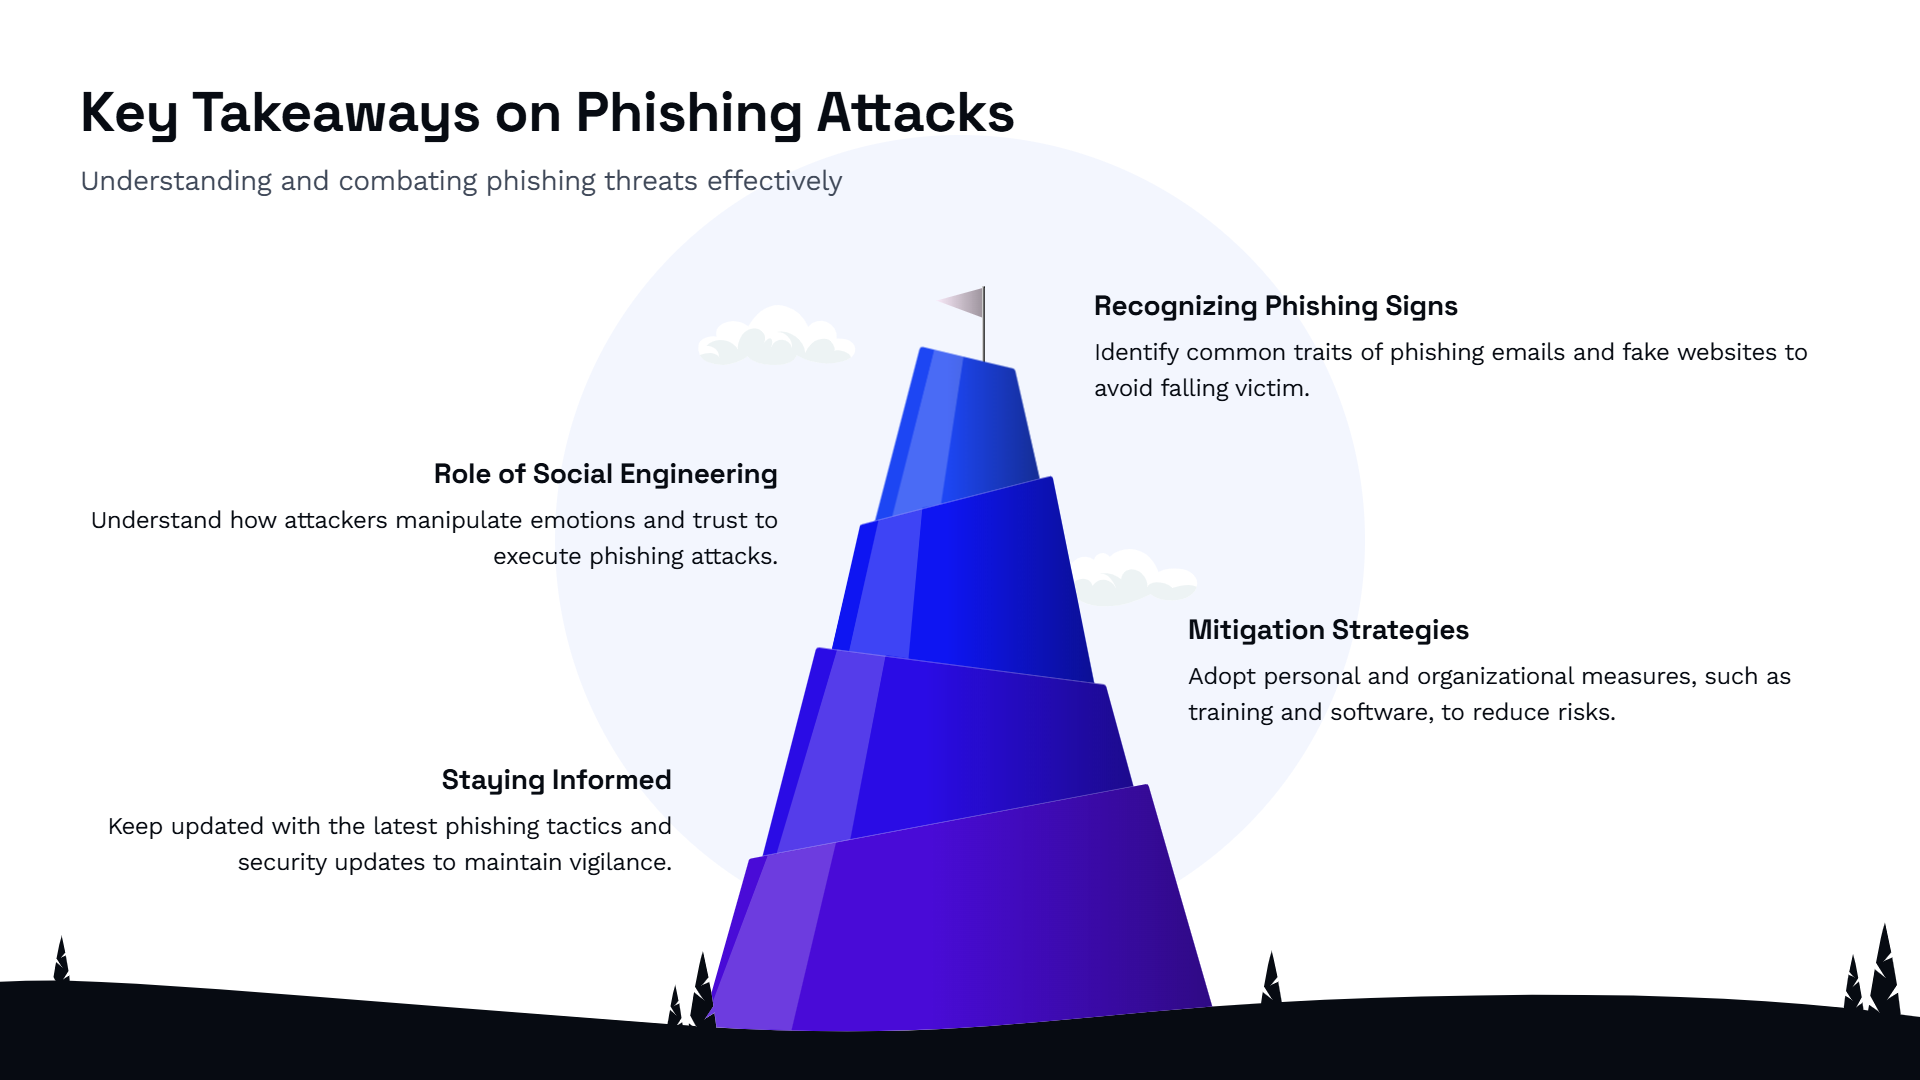 Key Takeaways on Phishing Attacks
Understanding and combating phishing threats effectively
Recognizing Phishing Signs
Identify common traits of phishing emails and fake websites to
avoid falling victim.
Role of Social Engineering
Understand how attackers manipulate emotions and trust to
execute phishing attacks.
Mitigation Strategies
Adopt personal and organizational measures, such as
training and software, to reduce risks.
Staying Informed
Keep updated with the latest phishing tactics and
security updates to maintain vigilance.